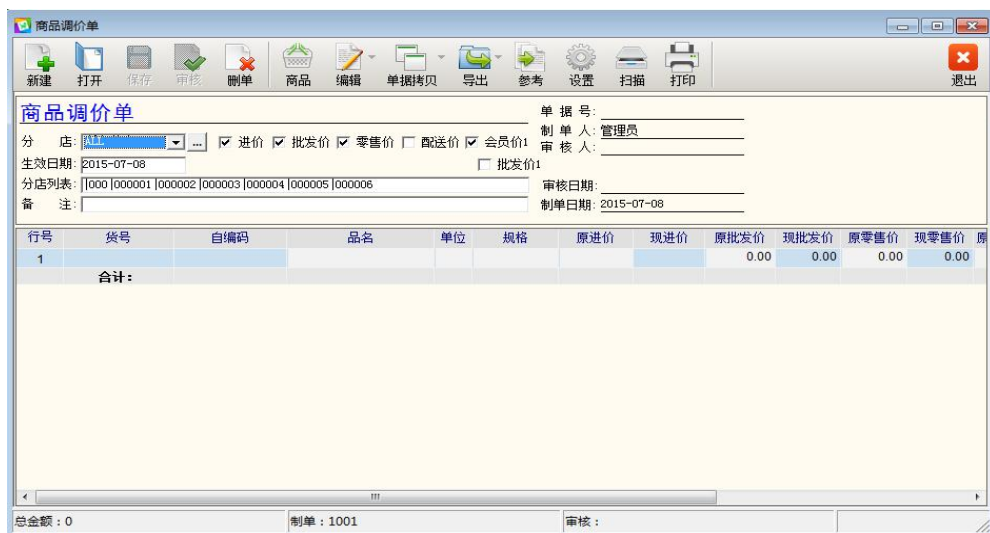 商品调价单
新建 打开 保存 审核 删单 商品 编辑 单据拷贝 导出 参考 设置 扫描 打印 退出
商品调价单
单 据 号:
分 店: ALL ... 进价 批发价 零售价 配送价 会员价1
制 单 人: 管理员
审 核 人:
生效日期: 2015-07-08 批发价1
分店列表: |000|000001|000002|000003|000004|000005|000006
审核日期:
备 注:
制单日期: 2015-07-08
行号 货号 自编码 品名 单位 规格 原进价 现进价 原批发价 现批发价 原零售价 现零售价 原
1 0.00 0.00 0.00 0.00
合计:
总金额:0 制单:1001 审核: